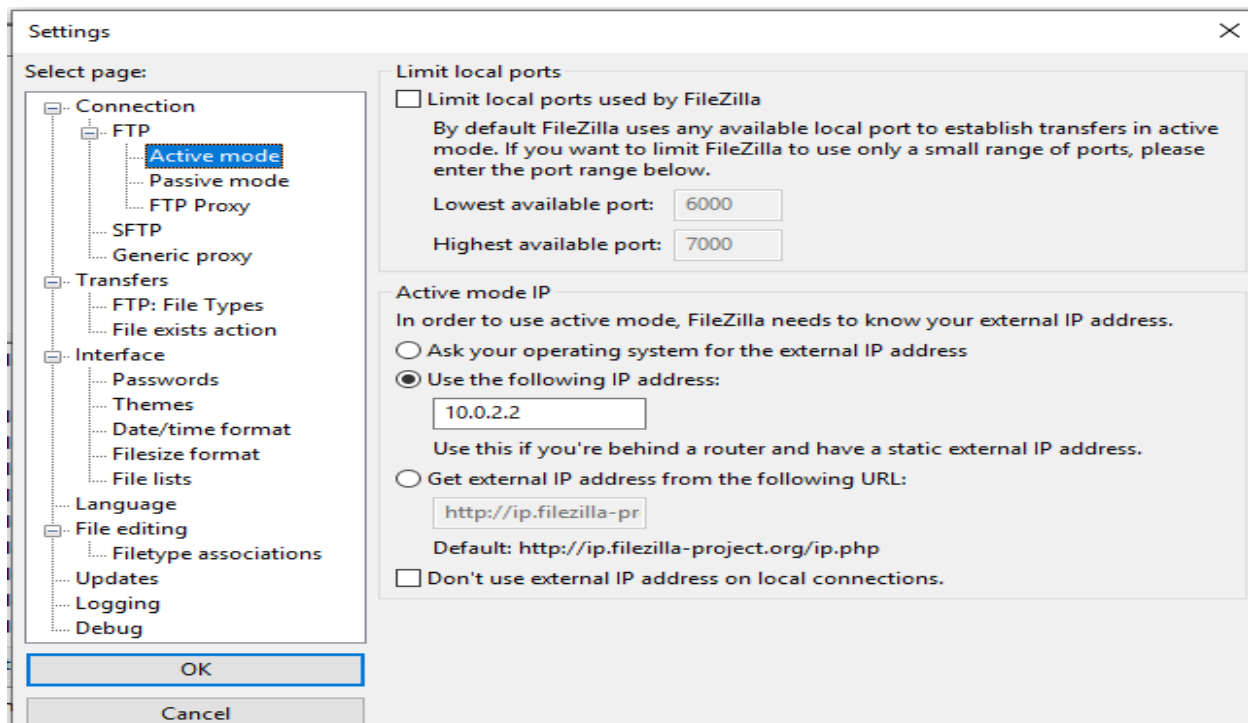 Settings
Select page:
Connection
FTP
Active mode
Passive mode
FTP Proxy
SFTP
Generic proxy
Transfers
FTP: File Types
File exists action
Interface
Passwords
Themes
Date/time format
Filesize format
File lists
Language
File editing
Filetype associations
Updates
Logging
Debug
OK
Cancel
Limit local ports
Limit local ports used by FileZilla
By default FileZilla uses any available local port to establish transfers in active
mode. If you want to limit FileZilla to use only a small range of ports, please
enter the port range below.
Lowest available port: 6000
Highest available port: 7000
Active mode IP
In order to use active mode, FileZilla needs to know your external IP address.
Ask your operating system for the external IP address
Use the following IP address:
10.0.2.2
Use this if you're behind a router and have a static external IP address.
Get external IP address from the following URL:
http://ip.filezilla-pr
Default: http://ip.filezilla-project.org/ip.php
Don't use external IP address on local connections.